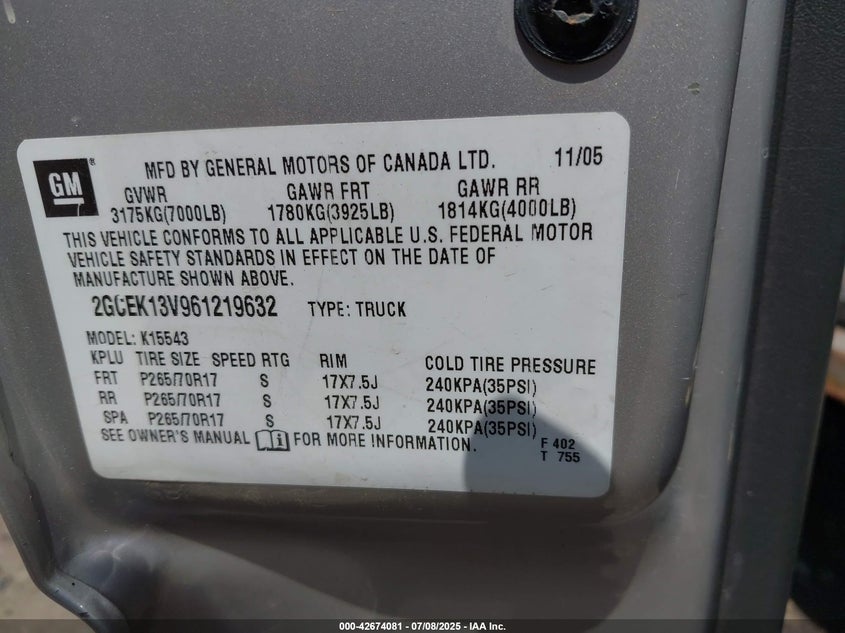 GM ®
MFD BY GENERAL MOTORS OF CANADA LTD. 11/05
GVWR GAWR FRT GAWR RR
3175KG(7000LB) 1780KG(3925LB) 1814KG(4000LB)
THIS VEHICLE CONFORMS TO ALL APPLICABLE U.S. FEDERAL MOTOR
VEHICLE SAFETY STANDARDS IN EFFECT ON THE DATE OF
MANUFACTURE SHOWN ABOVE.
2GCEK13V961219632 TYPE: TRUCK
MODEL: K15543
KPLU TIRE SIZE SPEED RTG RIM COLD TIRE PRESSURE
FRT P265/70R17 S 17X7.5J 240KPA(35PSI)
RR P265/70R17 S 17X7.5J 240KPA(35PSI)
SPA P265/70R17 S 17X7.5J 240KPA(35PSI)
SEE OWNER'S MANUAL FOR MORE INFORMATION.
F 402
T 755
000-42674081 - 07/08/2025 - IAA Inc.